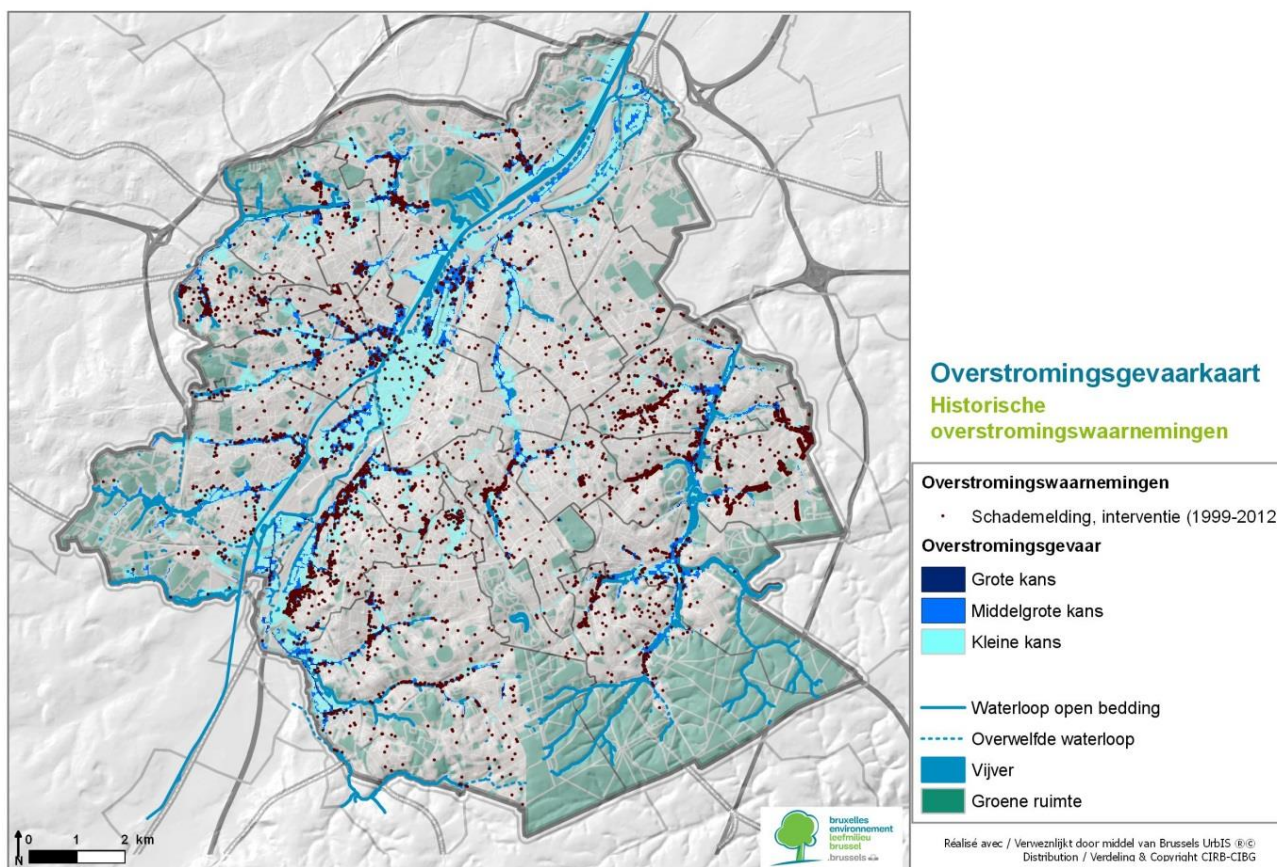 Overstromingsgevaarkaart
Historische
overstromingswaarnemingen
Overstromingswaarnemingen
Schademelding, interventie (1999-2012
Overstromingsgevaar
Grote kans
Middelgrote kans
Kleine kans
Waterloop open bedding
Overwelfde waterloop
Vijver
Groene ruimte
0 1 2 km
N
bruxelles
environnement
leefmilieu
brussel
.brussels
Réalisé avec / Verweznlijkt door middel van Brussels UrbIS ®©
Distribution / Verdeling & Copyright CIRB-CIBG